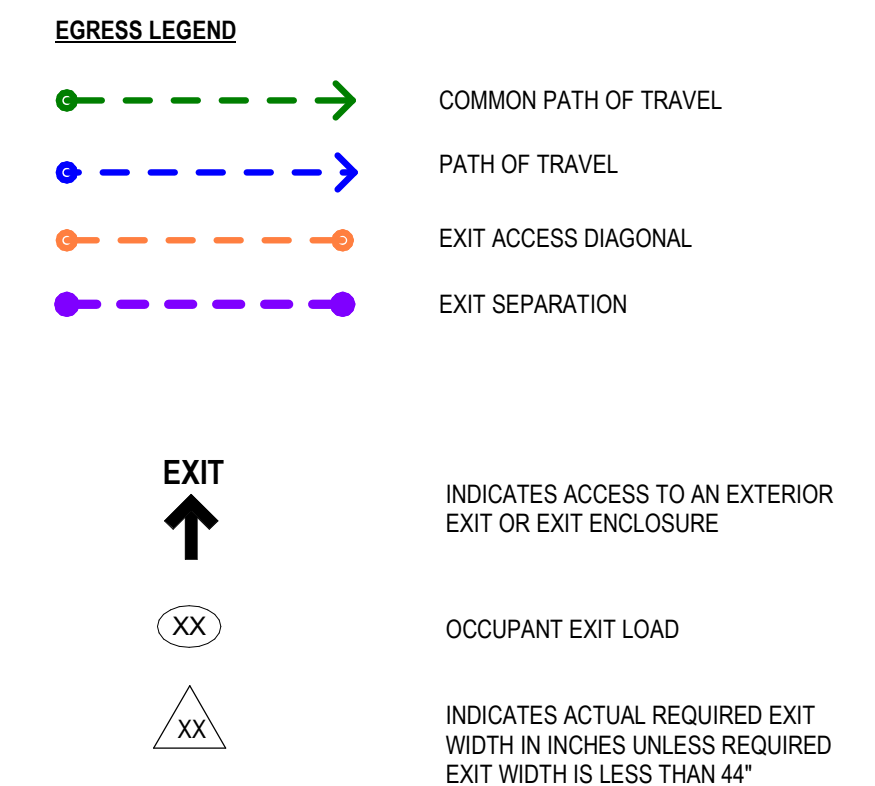 EGRESS LEGEND
COMMON PATH OF TRAVEL
PATH OF TRAVEL
EXIT ACCESS DIAGONAL
EXIT SEPARATION
EXIT
INDICATES ACCESS TO AN EXTERIOR
EXIT OR EXIT ENCLOSURE
XX
OCCUPANT EXIT LOAD
XX
INDICATES ACTUAL REQUIRED EXIT
WIDTH IN INCHES UNLESS REQUIRED
EXIT WIDTH IS LESS THAN 44"